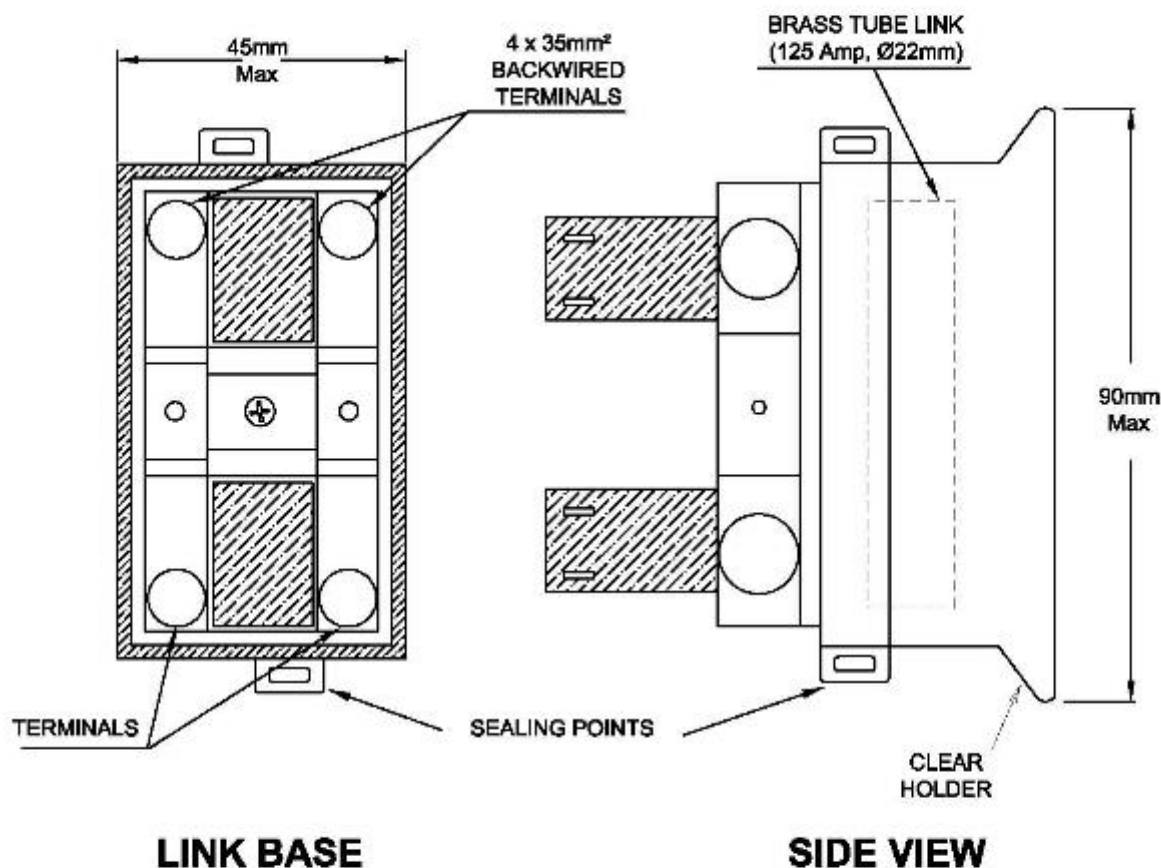 45mm
Max
4 x 35mm²
BACKWIRED
TERMINALS
BRASS TUBE LINK
(125 Amp, Ø22mm)
90mm
Max
TERMINALS
SEALING POINTS
CLEAR
HOLDER
LINK BASE
SIDE VIEW